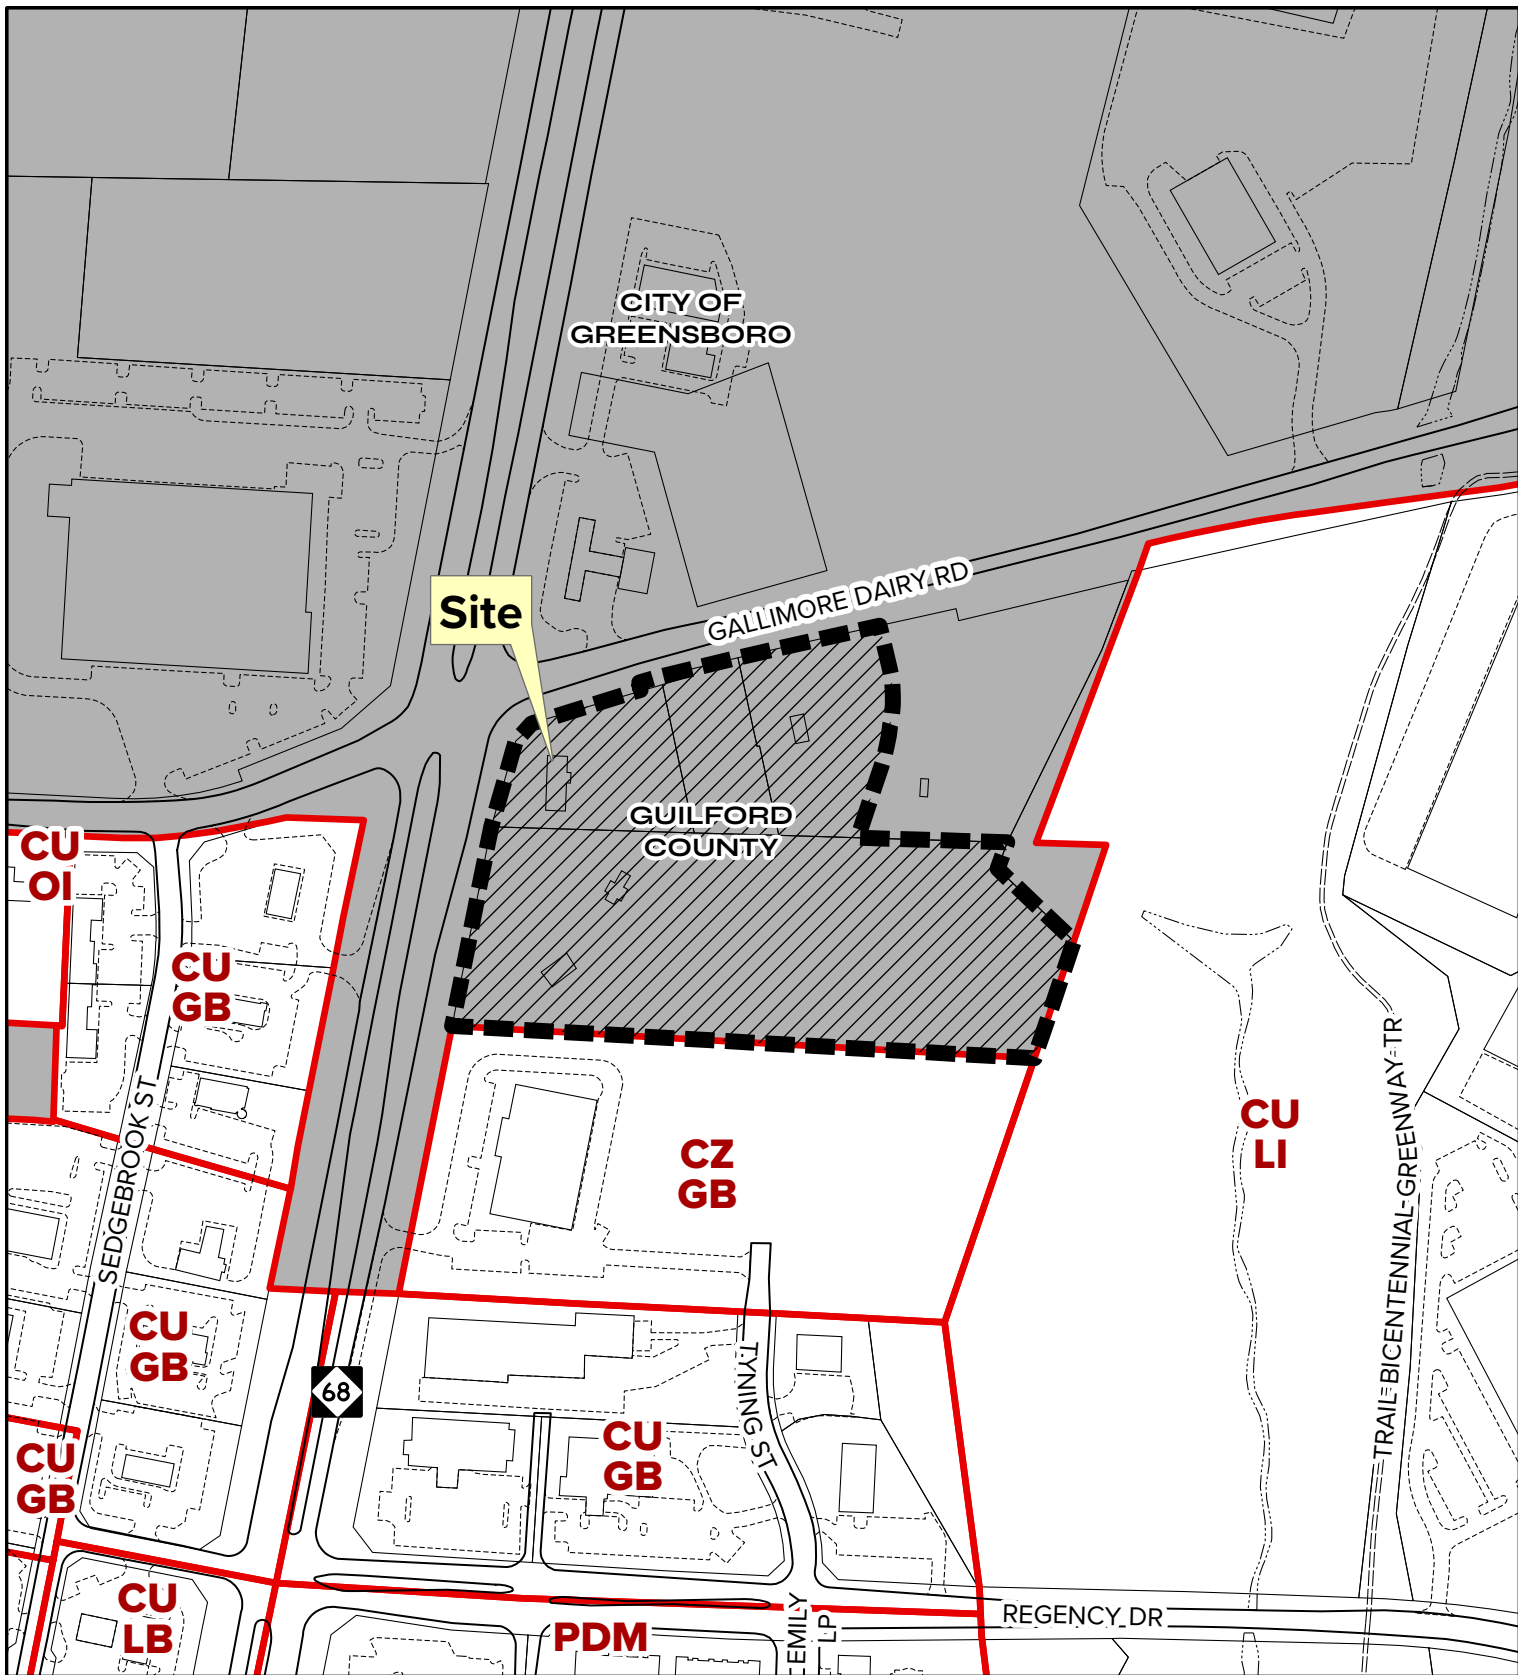 CITY OF
GREENSBORO
GALLIMORE DAIRY RD
Site
GUILFORD
COUNTY
CU
OI
CU
GB
SEDGEBROOK ST
CZ
GB
CU
LI
TRAIL-BICENTENNIAL-GREENWAY-TR
CU
GB
68
TYNING ST
CU
GB
CU
GB
CU
LB
PDM
EMILY
LP
REGENCY DR